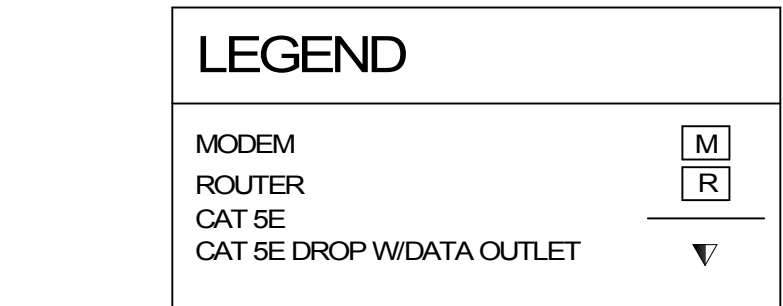 LEGEND
MODEM M
ROUTER R
CAT 5E
CAT 5E DROP W/DATA OUTLET